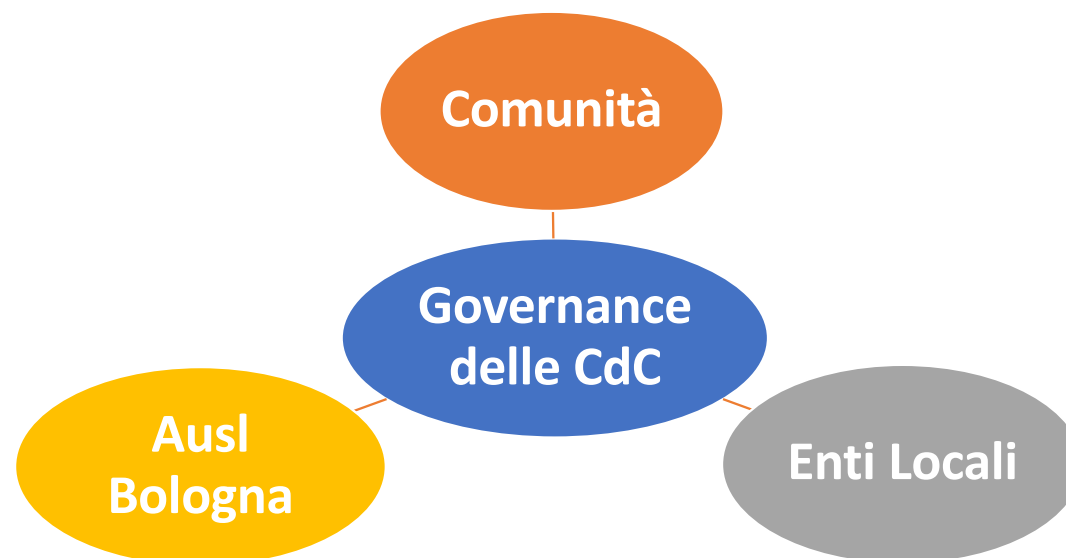 Comunità
Governance
delle CdC
Ausl
Bologna
Enti Locali